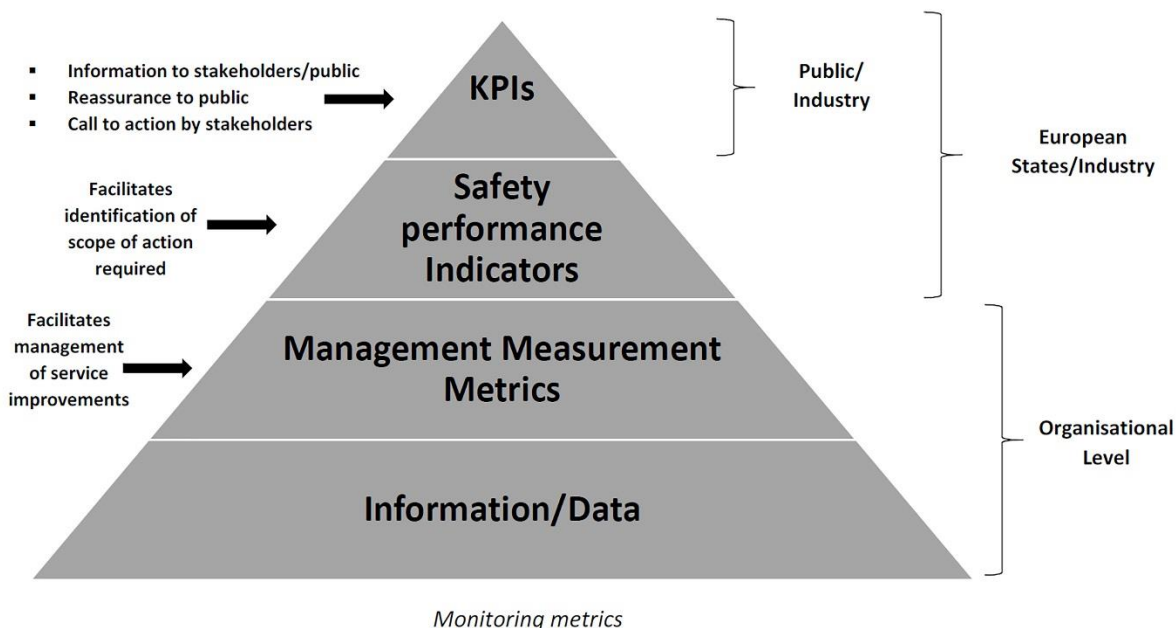 ▪ Information to stakeholders/public
▪ Reassurance to public
▪ Call to action by stakeholders
KPIs
Public/
Industry
European
States/Industry
Facilitates
identification of
scope of action
required
Safety
performance
Indicators
Facilitates
management
of service
improvements
Management Measurement
Metrics
Organisational
Level
Information/Data
Monitoring metrics